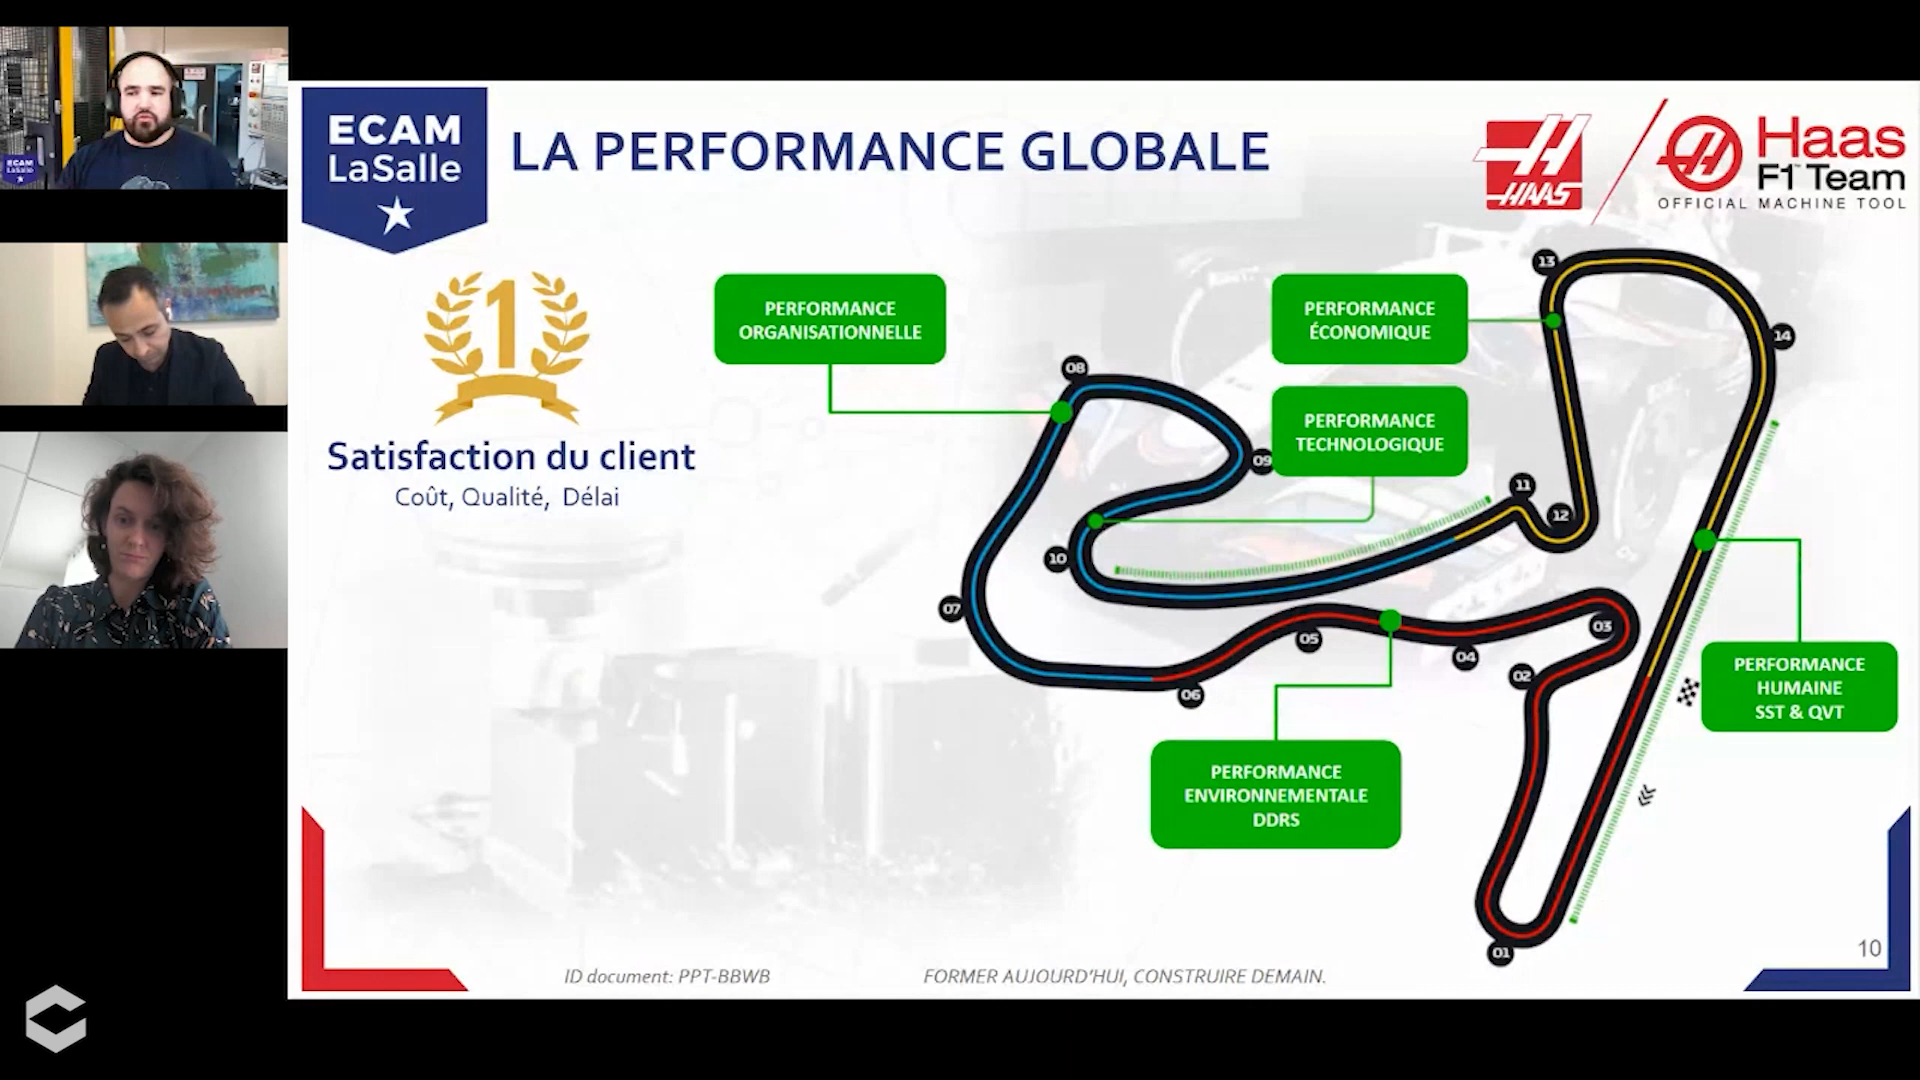 ECAM
LaSalle
ECAM
LaSalle
LA PERFORMANCE GLOBALE
HAAS
Haas
F1 Team
OFFICIAL MACHINE TOOL
1
Satisfaction du client
Coût, Qualité, Délai
PERFORMANCE
ORGANISATIONNELLE
PERFORMANCE
ÉCONOMIQUE
PERFORMANCE
TECHNOLOGIQUE
PERFORMANCE
HUMAINE
SST & QVT
PERFORMANCE
ENVIRONNEMENTALE
DDRS
13
14
08
09
11
12
10
07
05
03
04
02
06
01
10
ID document: PPT-BBWB
FORMER AUJOURD'HUI, CONSTRUIRE DEMAIN.